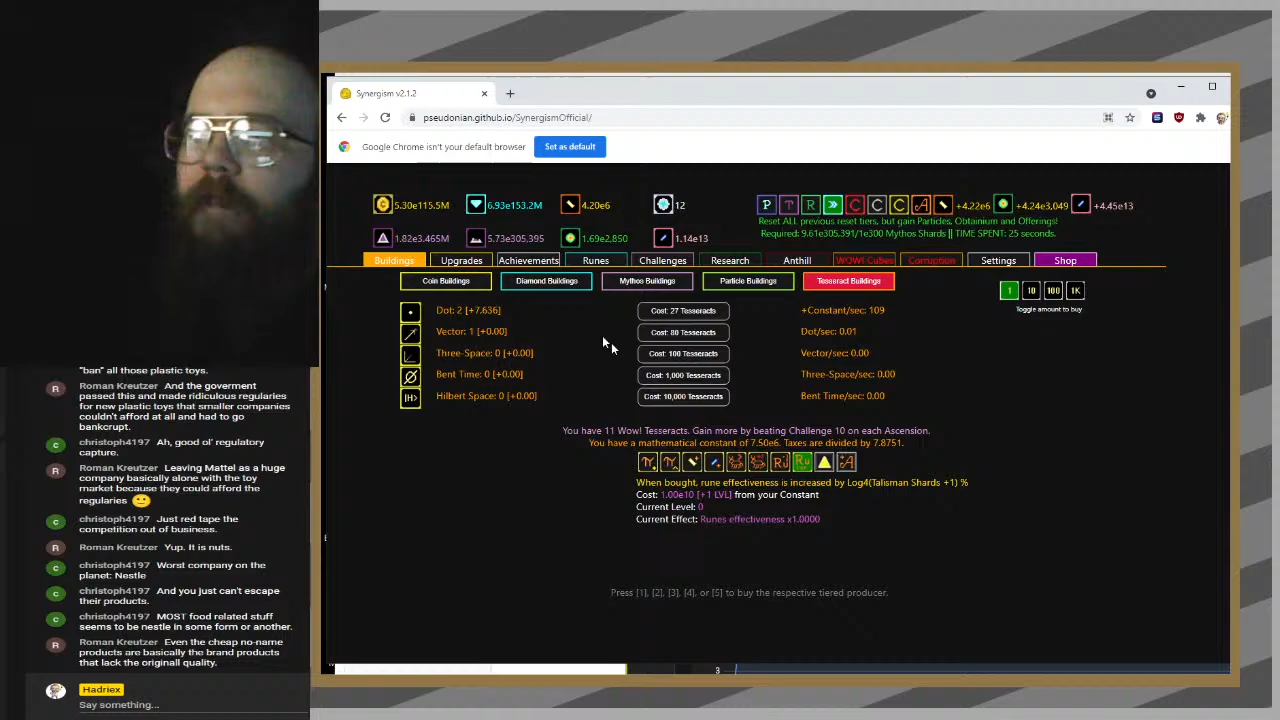 Synergism v2.1.2
pseudonian.github.io/SynergismOfficial/
Google Chrome isn't your default browser
Set as default
5.30e115.5M
6.93e153.2M
4.20e6
12
P T R C C C A
+4.22e6
+4.24e3,049
+4.45e13
Reset ALL previous reset tiers, but gain Particles, Obtainium and Offerings!
Required: 9.61e305,391/1e300 Mythos Shards || TIME SPENT: 25 seconds.
1.82e3.465M
5.73e305,395
1.69e2,850
1.14e13
Buildings
Upgrades
Achievements
Runes
Challenges
Research
Anthill
WOW! Cubes
Corruption
Settings
Shop
Coin Buildings
Diamond Buildings
Mythos Buildings
Particle Buildings
Tesseract Buildings
1 10 100 1K
Toggle amount to buy
Dot: 2 [+7.636]
Cost: 27 Tesseracts
+Constant/sec: 109
Vector: 1 [+0.00]
Cost: 80 Tesseracts
Dot/sec: 0.01
Three-Space: 0 [+0.00]
Cost: 100 Tesseracts
Vector/sec: 0.00
Bent Time: 0 [+0.00]
Cost: 1,000 Tesseracts
Three-Space/sec: 0.00
Hilbert Space: 0 [+0.00]
Cost: 10,000 Tesseracts
Bent Time/sec: 0.00
You have 11 Wow! Tesseracts. Gain more by beating Challenge 10 on each Ascension.
You have a mathematical constant of 7.50e6. Taxes are divided by 7.8751.
When bought, rune effectiveness is increased by Log4(Talisman Shards +1) %
Cost: 1.00e10 [+1 LVL] from your Constant
Current Level: 0
Current Effect: Runes effectiveness x1.0000
Press [1], [2], [3], [4], or [5] to buy the respective tiered producer.
3
"ban" all those plastic toys.
R Roman Kreutzer And the goverment
passed this and made ridiculous regularies
for new plastic toys that smaller companies
couldn't afford at all and had to go
bankcrupt.
C christoph4197 Ah, good ol' regulatory
capture.
R Roman Kreutzer Leaving Mattel as a huge
company basically alone with the toy
market because they could afford the
regularies 🙂
C christoph4197 Just red tape the
competition out of business.
R Roman Kreutzer Yup. It is nuts.
C christoph4197 Worst company on the
planet: Nestle
C christoph4197 And you just can't escape
their products.
C christoph4197 MOST food related stuff
seems to be nestle in some form or another.
R Roman Kreutzer Even the cheap no-name
products are basically the brand products
that lack the originall quality.
Hadriex
Say something...